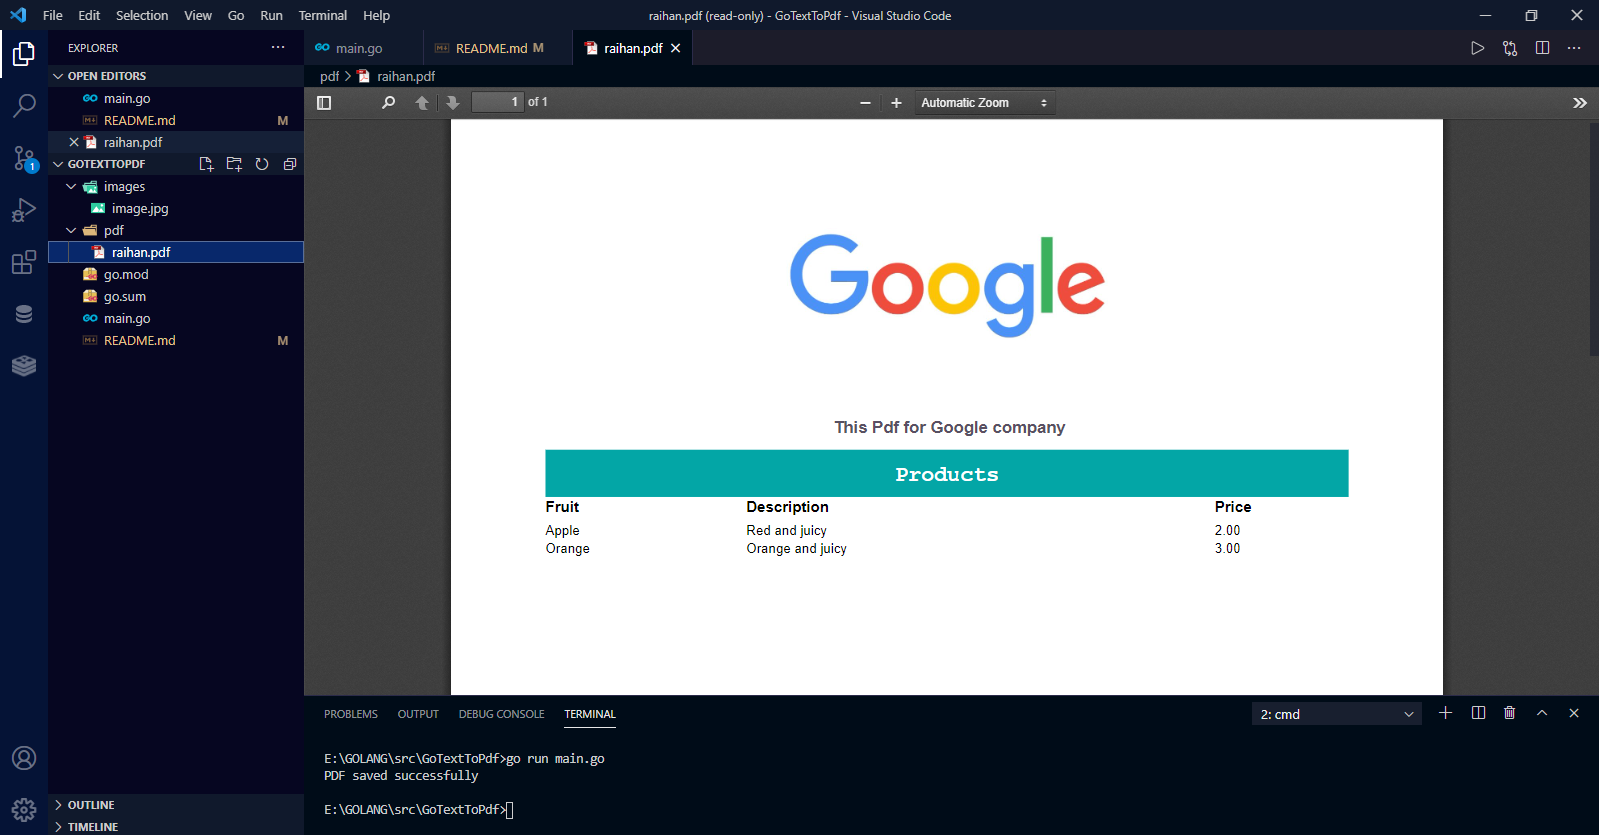 File Edit Selection View Go Run Terminal Help
raihan.pdf (read-only) - GoTextToPdf - Visual Studio Code
EXPLORER
OPEN EDITORS
main.go
README.md M
raihan.pdf
1
GOTEXTTOPDF
images
image.jpg
pdf
raihan.pdf
go.mod
go.sum
main.go
README.md M
OUTLINE
TIMELINE
main.go
README.md M
raihan.pdf
pdf > raihan.pdf
1 of 1
Automatic Zoom
Google
This Pdf for Google company
Products
Fruit Description Price
Apple Red and juicy 2.00
Orange Orange and juicy 3.00
PROBLEMS OUTPUT DEBUG CONSOLE TERMINAL
2: cmd
E:\GOLANG\src\GoTextToPdf>go run main.go
PDF saved successfully
E:\GOLANG\src\GoTextToPdf>